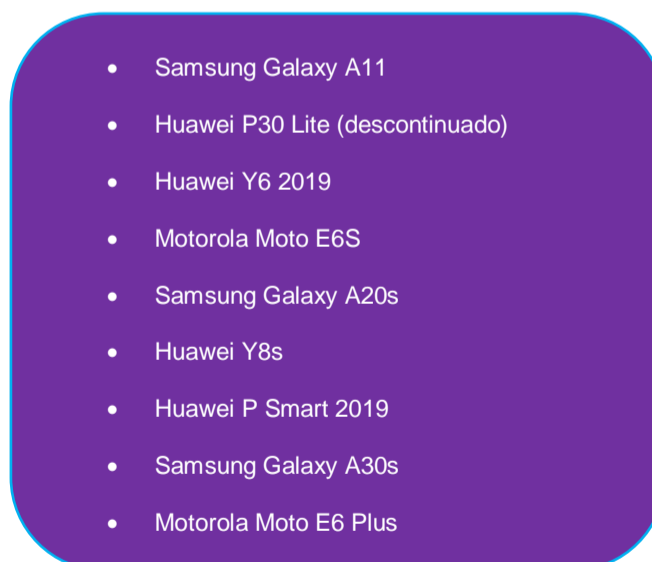 • Samsung Galaxy A11
• Huawei P30 Lite (descontinuado)
• Huawei Y6 2019
• Motorola Moto E6S
• Samsung Galaxy A20s
• Huawei Y8s
• Huawei P Smart 2019
• Samsung Galaxy A30s
• Motorola Moto E6 Plus